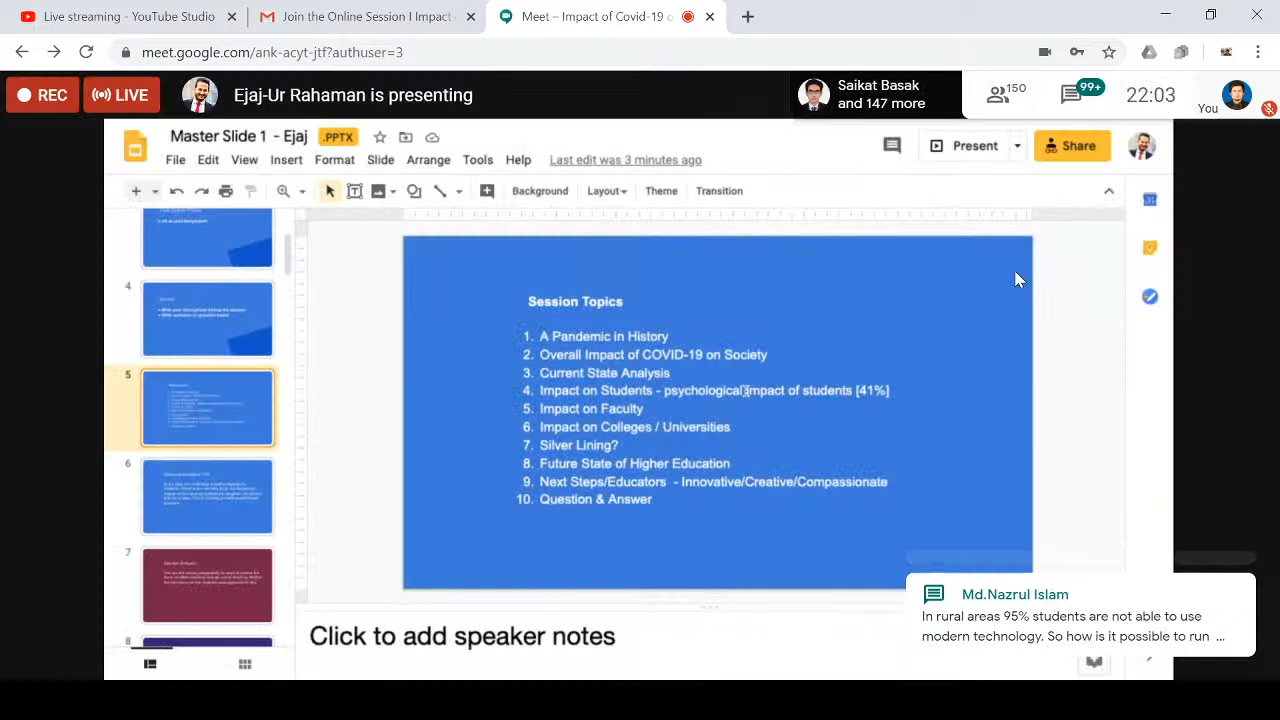 Live streaming - YouTube Studio
Join the Online Session I Impact
Meet – Impact of Covid-19 o
meet.google.com/ank-acyt-jtf?authuser=3
REC
LIVE
Ejaj-Ur Rahaman is presenting
Saikat Basak
and 147 more
150
99+
22:03
You
Master Slide 1 - Ejaj
.PPTX
File Edit View Insert Format Slide Arrange Tools Help
Last edit was 3 minutes ago
Present
Share
Background
Layout
Theme
Transition
4
5
6
7
8
Session Topics
1. A Pandemic in History
2. Overall Impact of COVID-19 on Society
3. Current State Analysis
4. Impact on Students - psychological impact of students [41%]
5. Impact on Faculty
6. Impact on Colleges / Universities
7. Silver Lining?
8. Future State of Higher Education
9. Next Steps/Educators - Innovative/Creative/Compassionate
10. Question & Answer
Click to add speaker notes
Md.Nazrul Islam
In rural areas 95% students are not able to use
modern technology. So how is it possible to run ...